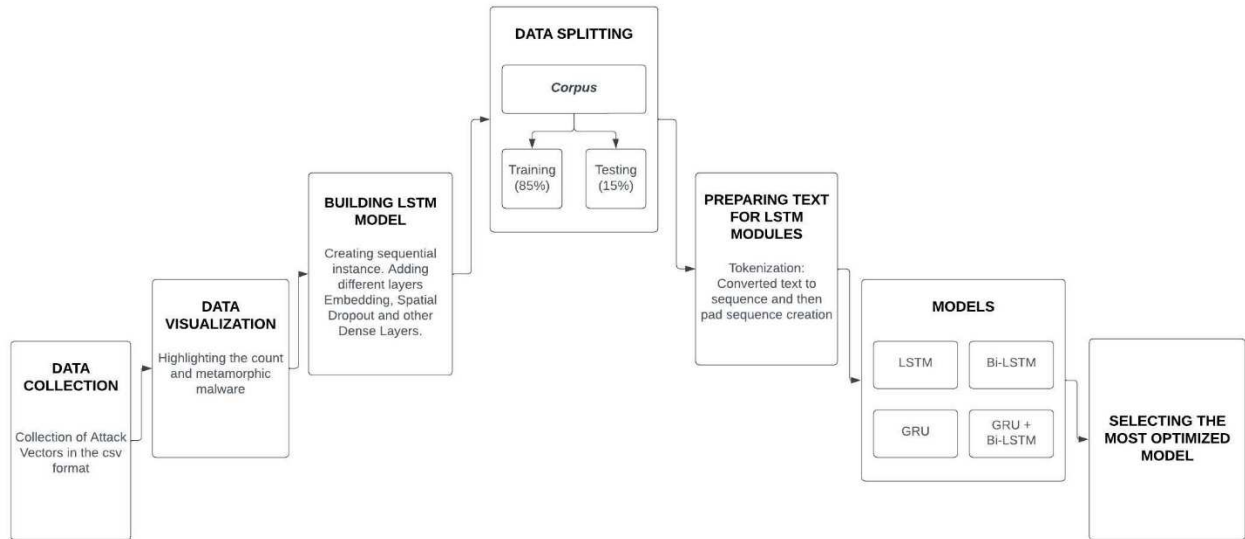 DATA
COLLECTION
Collection of Attack
Vectors in the csv
format
DATA
VISUALIZATION
Highlighting the count
and metamorphic
malware
BUILDING LSTM
MODEL
Creating sequential
instance. Adding
different layers
Embedding, Spatial
Dropout and other
Dense Layers.
DATA SPLITTING
Corpus
Training
(85%)
Testing
(15%)
PREPARING TEXT
FOR LSTM
MODULES
Tokenization:
Converted text to
sequence and then
pad sequence creation
MODELS
LSTM
Bi-LSTM
GRU
GRU +
Bi-LSTM
SELECTING THE
MOST OPTIMIZED
MODEL